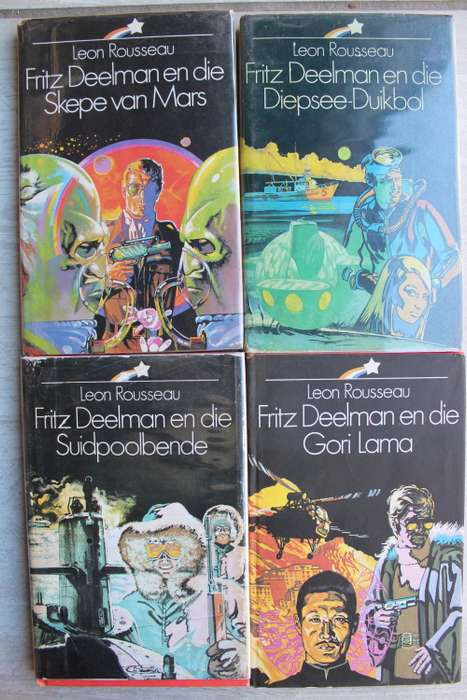 Leon Rousseau
Fritz Deelman en die
Skepe van Mars
Leon Rousseau
Fritz Deelman en die
Diepsee-Duikbol
Leon Rousseau
Fritz Deelman en die
Suidpoolbende
Leon Rousseau
Fritz Deelman en die
Gori Lama